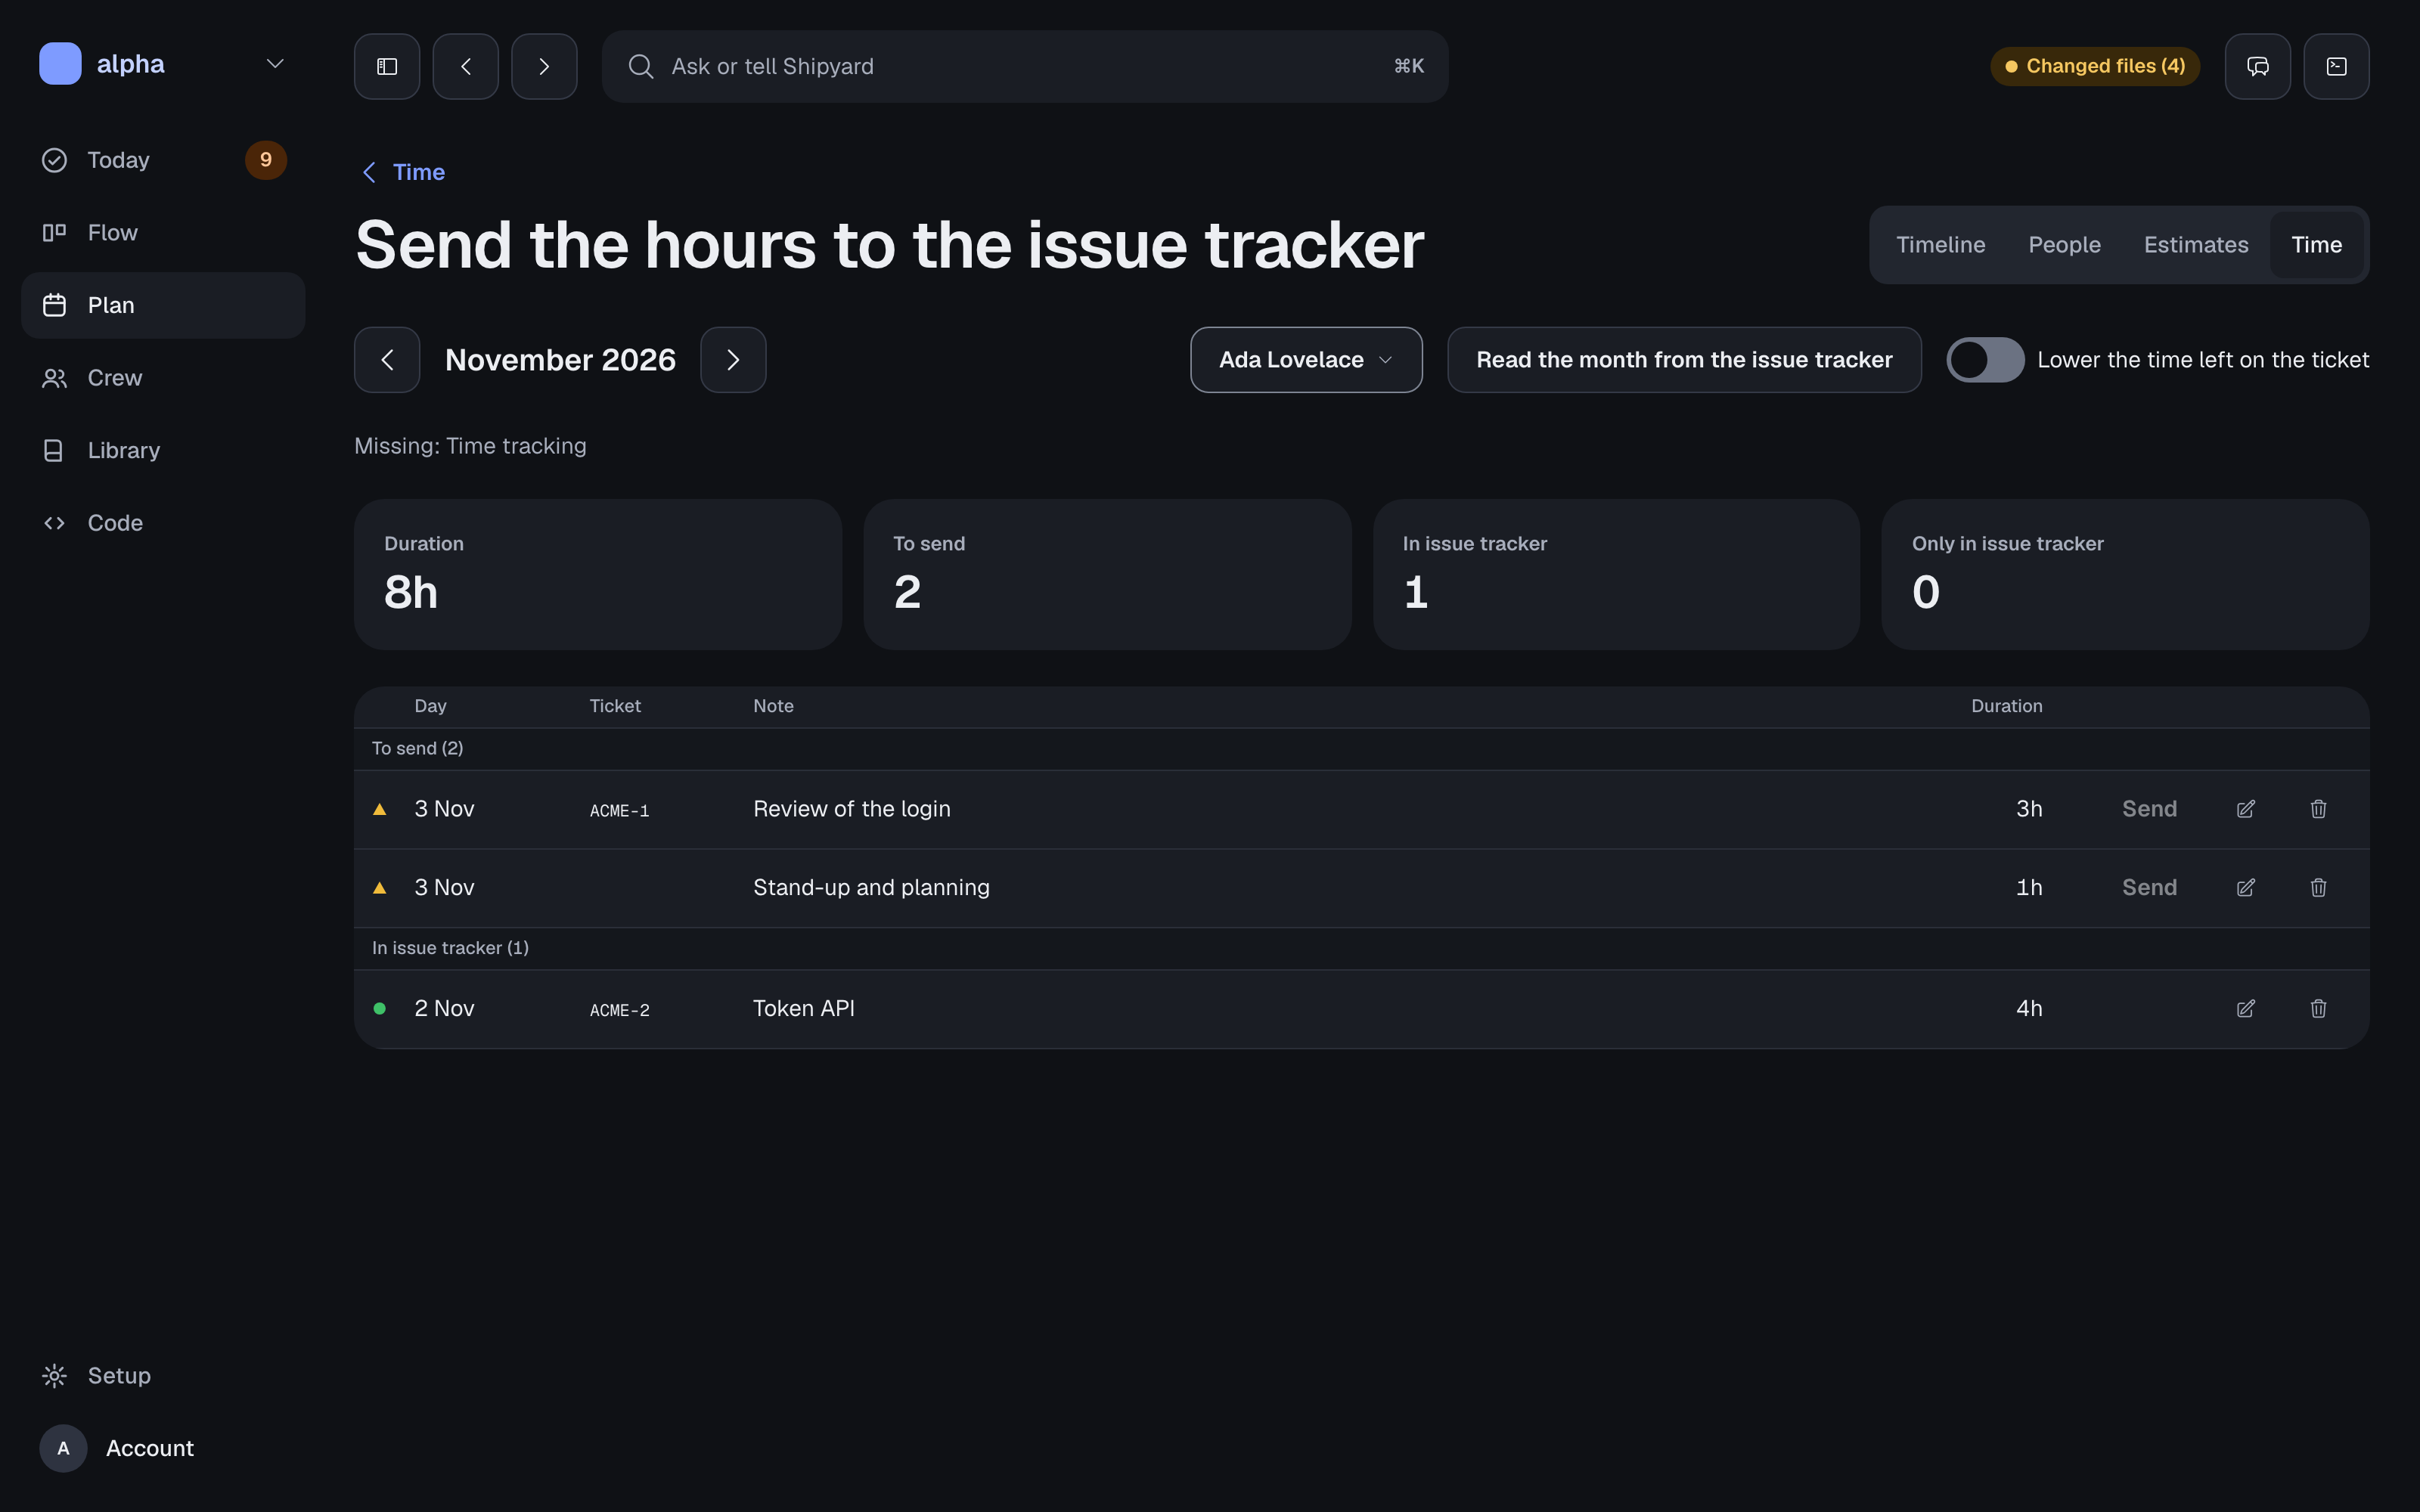 alpha
Ask or tell Shipyard ⌘K
Changed files (4)
Today 9
Flow
Plan
Crew
Library
Code
Setup
A Account
Time
Send the hours to the issue tracker
Timeline People Estimates Time
November 2026
Ada Lovelace
Read the month from the issue tracker
Lower the time left on the ticket
Missing: Time tracking
Duration
8h
To send
2
In issue tracker
1
Only in issue tracker
0
Day Ticket Note Duration
To send (2)
3 Nov ACME-1 Review of the login 3h Send
3 Nov Stand-up and planning 1h Send
In issue tracker (1)
2 Nov ACME-2 Token API 4h